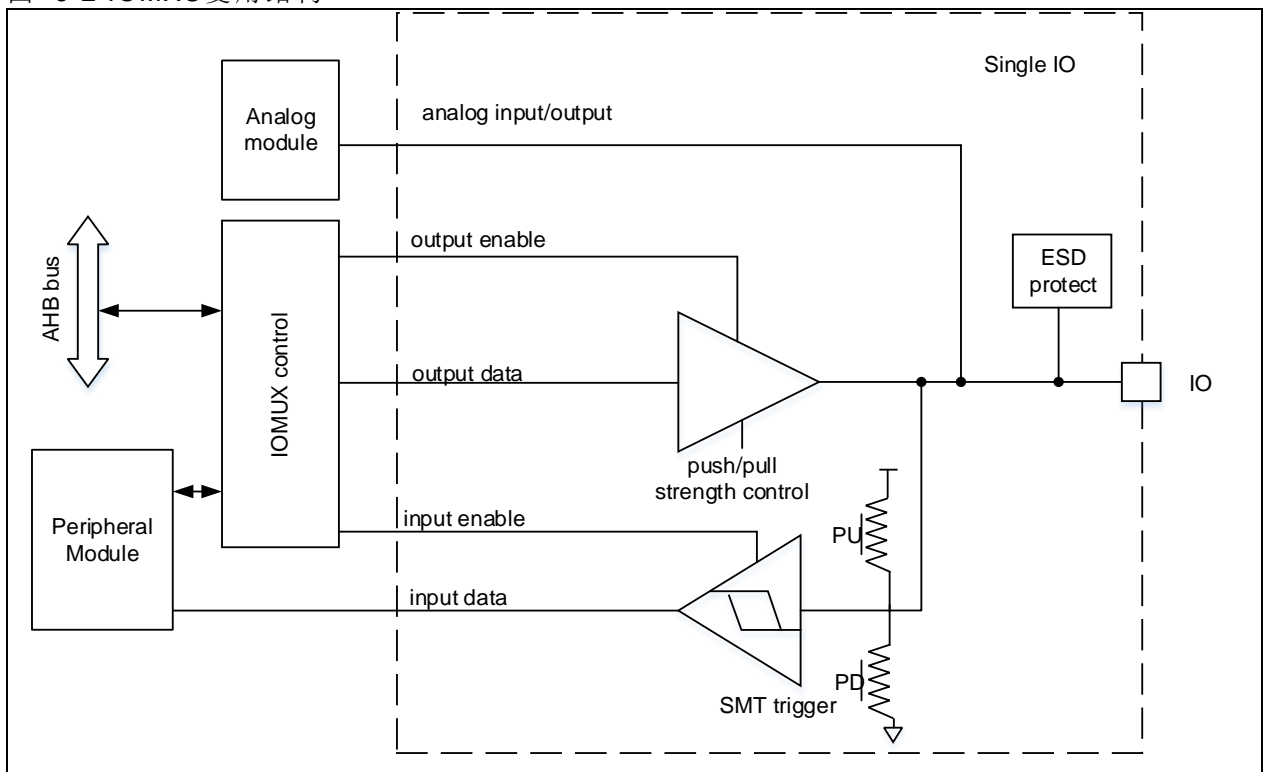 Single IO
Analog
module
analog input/output
output enable
ESD
protect
AHB bus
IOMUX control
output data
IO
push/pull
strength control
Peripheral
Module
input enable
PU
input data
PD
SMT trigger